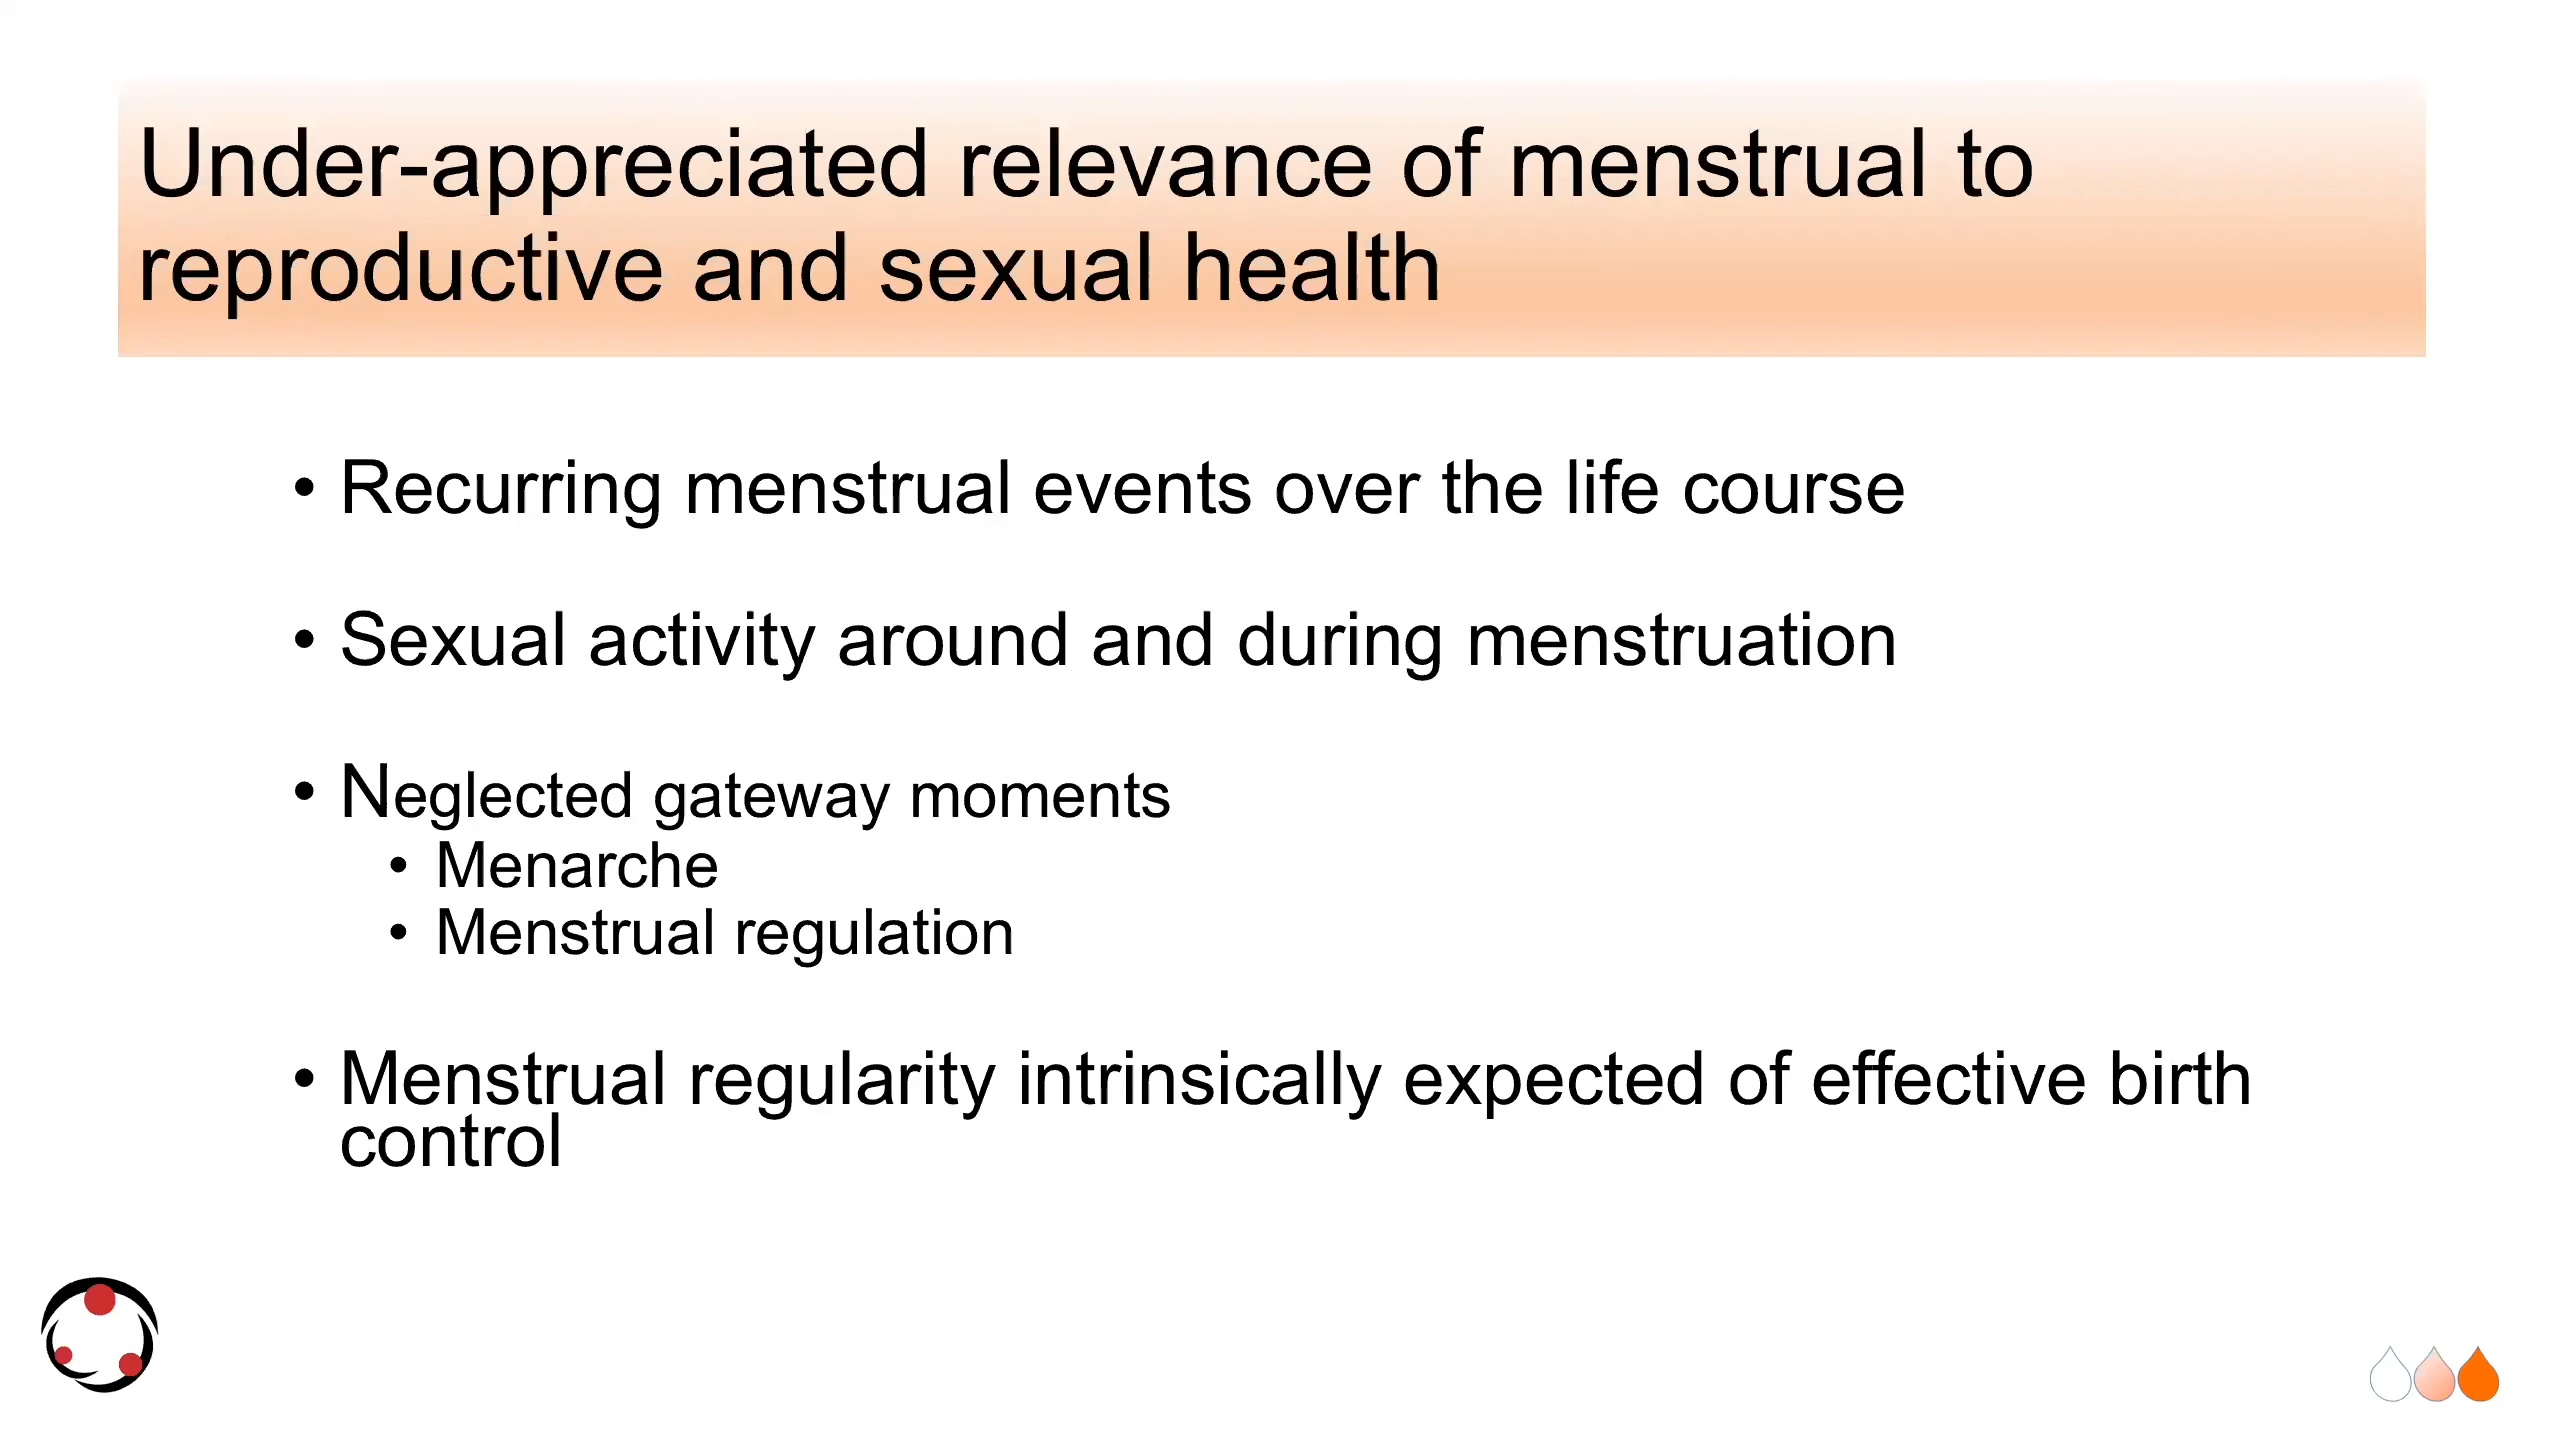 Under-appreciated relevance of menstrual to
reproductive and sexual health
• Recurring menstrual events over the life course
• Sexual activity around and during menstruation
• Neglected gateway moments
• Menarche
• Menstrual regulation
• Menstrual regularity intrinsically expected of effective birth
control